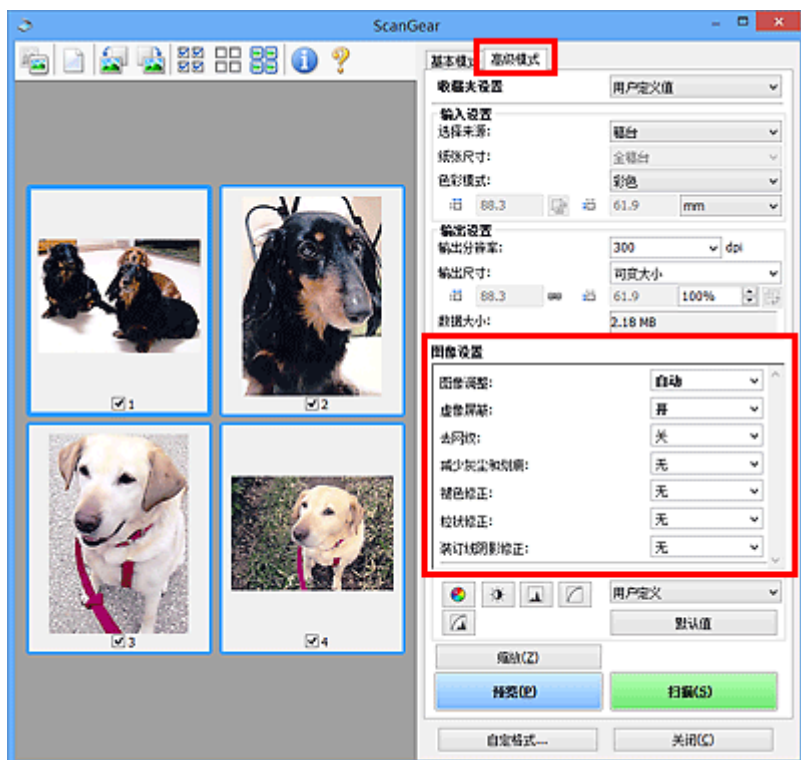 ScanGear
基本模式 高级模式
收藏夹设置 用户定义值
输入设置
选择来源: 稿台
纸张尺寸: 全稿台
色彩模式: 彩色
88.3 61.9 mm
输出设置
输出分辨率: 300 dpi
输出尺寸: 可变大小
88.3 61.9 100%
数据大小: 2.18 MB
图像设置
图像调整: 自动
虚像屏蔽: 开
去网纹: 关
减少灰尘和划痕: 无
褪色修正: 无
粒状修正: 无
装订线阴影修正: 无
用户定义
默认值
缩放(Z)
预览(P) 扫描(S)
自定格式... 关闭(C)
1 2
3 4